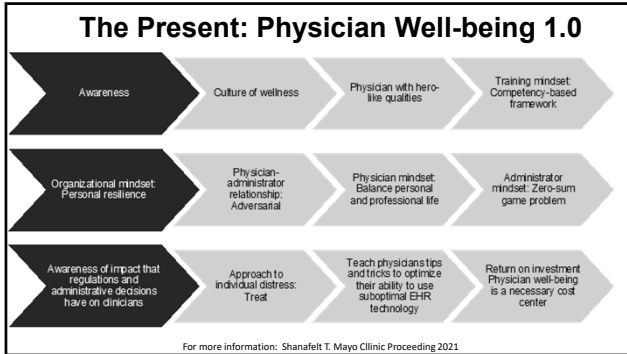 The Present: Physician Well-being 1.0
Awareness
Culture of wellness
Physician with hero-
like qualities
Training mindset:
Competency-based
framework
Organizational mindset:
Personal resilience
Physician-
administrator
relationship:
Adversarial
Physician mindset:
Balance personal
and professional life
Administrator
mindset: Zero-sum
game problem
Awareness of impact that
regulations and
administrative decisions
have on clinicians
Approach to
individual distress:
Treat
Teach physicians tips
and tricks to optimize
their ability to use
suboptimal EHR
technology
Return on investment
Physician well-being
is a necessary cost
center
For more information: Shanafelt T. Mayo Cllinic Proceeding 2021